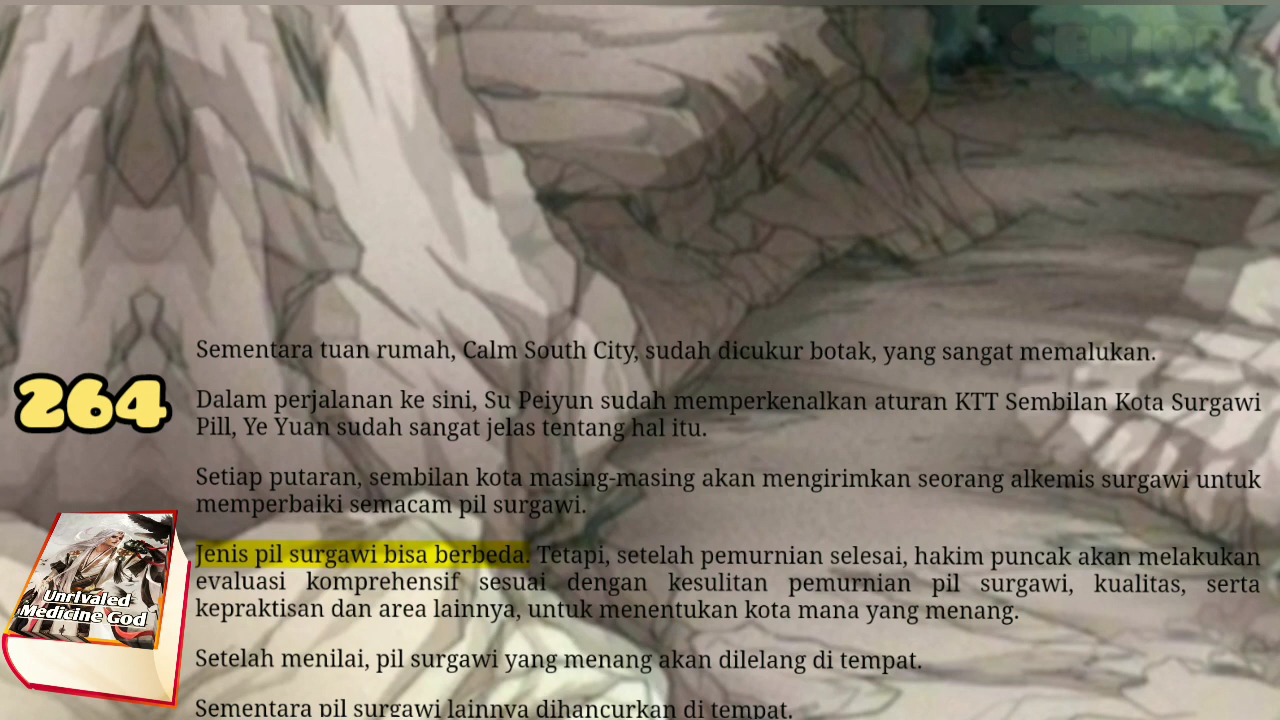 Sementara tuan rumah, Calm South City, sudah dicukur botak, yang sangat memalukan.
264
Dalam perjalanan ke sini, Su Peiyun sudah memperkenalkan aturan KTT Sembilan Kota Surgawi
Pill, Ye Yuan sudah sangat jelas tentang hal itu.
Setiap putaran, sembilan kota masing-masing akan mengirimkan seorang alkemis surgawi untuk
memperbaiki semacam pil surgawi.
Jenis pil surgawi bisa berbeda. Tetapi, setelah pemurnian selesai, hakim puncak akan melakukan
evaluasi komprehensif sesuai dengan kesulitan pemurnian pil surgawi, kualitas, serta
kepraktisan dan area lainnya, untuk menentukan kota mana yang menang.
Unrivaled
Medicine God
Setelah menilai, pil surgawi yang menang akan dilelang di tempat.
Sementara pil surgawi lainnya dihancurkan di tempat.